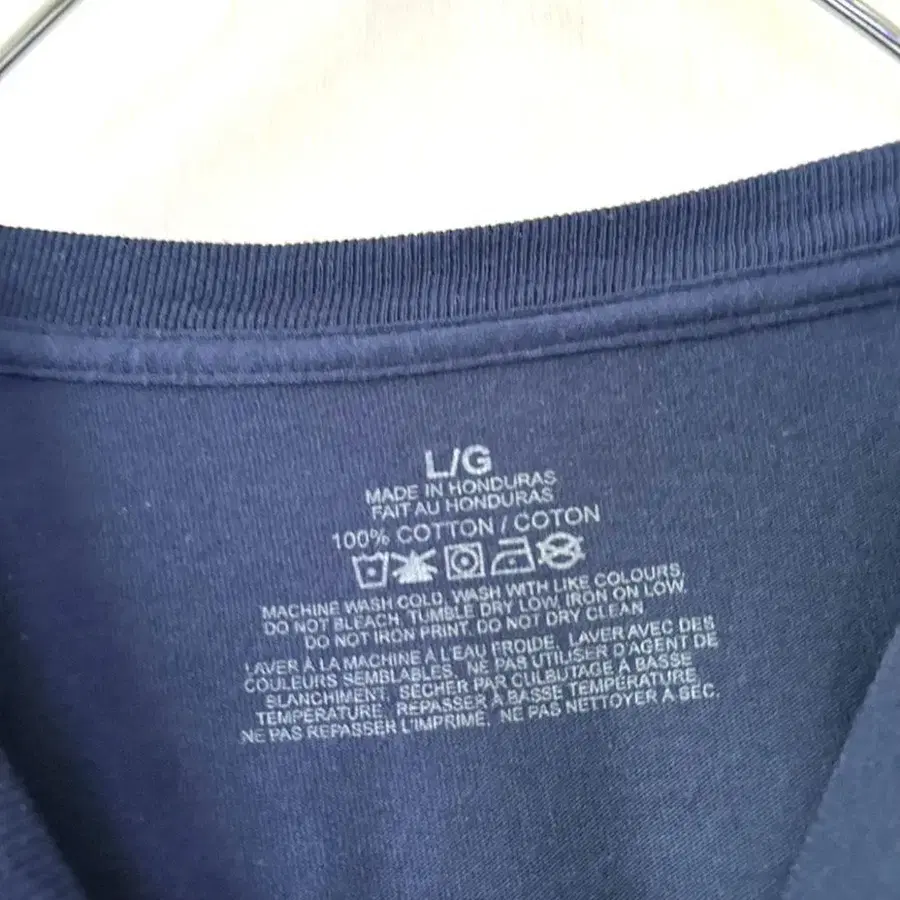 L/G
MADE IN HONDURAS
FAIT AU HONDURAS
100% COTTON / COTON
MACHINE WASH COLD, WASH WITH LIKE COLOURS,
DO NOT BLEACH, TUMBLE DRY LOW, IRON ON LOW,
DO NOT IRON PRINT, DO NOT DRY CLEAN
LAVER À LA MACHINE À L'EAU FROIDE, LAVER AVEC DES
COULEURS SEMBLABLES, NE PAS UTILISER D'AGENT DE
BLANCHIMENT, SÉCHER PAR CULBUTAGE À BASSE
TEMPÉRATURE, REPASSER À BASSE TEMPÉRATURE,
NE PAS REPASSER L'IMPRIMÉ, NE PAS NETTOYER À SEC.